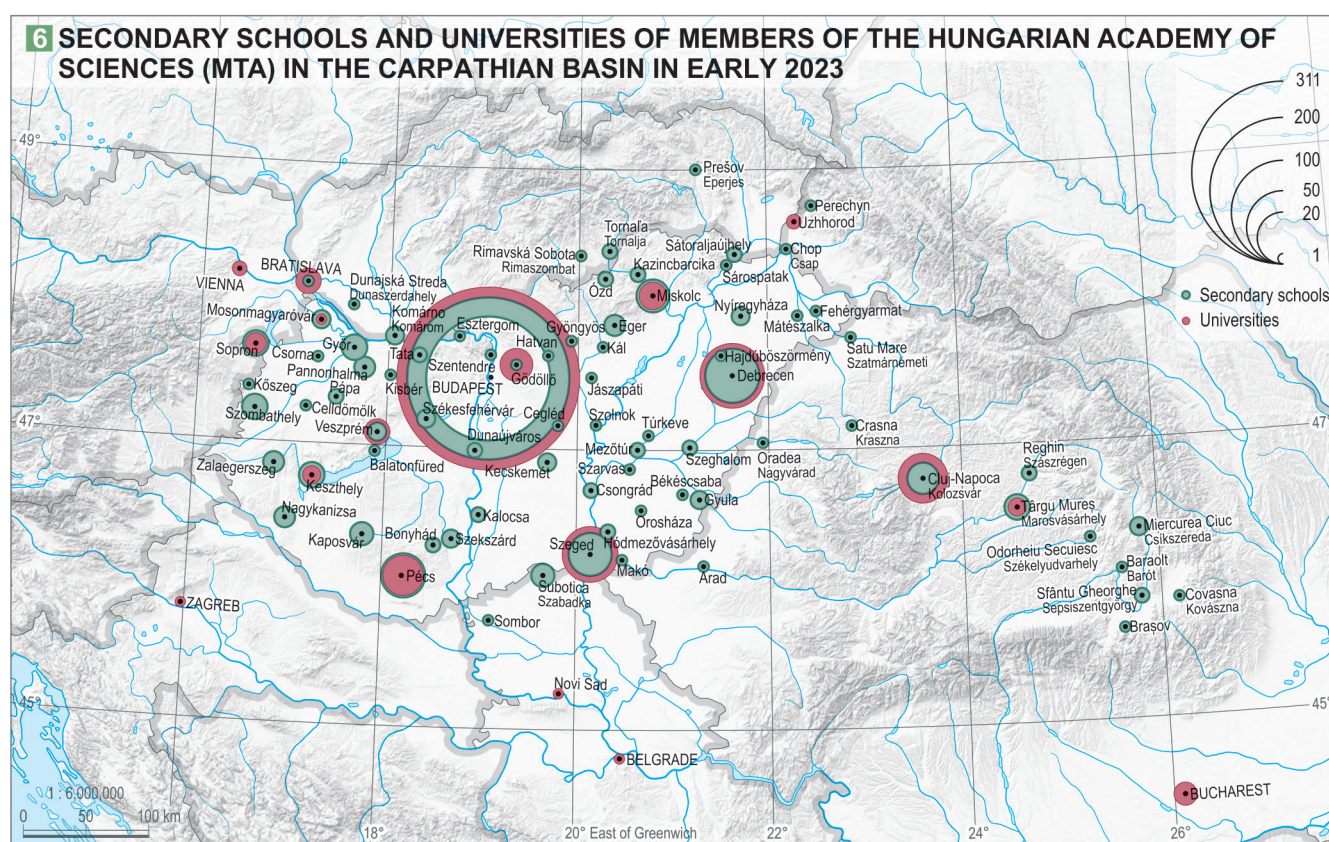 6 SECONDARY SCHOOLS AND UNIVERSITIES OF MEMBERS OF THE HUNGARIAN ACADEMY OF
SCIENCES (MTA) IN THE CARPATHIAN BASIN IN EARLY 2023
311
200
100
50
20
1
Secondary schools
Universities
49°
47°
45°
47°
45°
Prešov
Eperjes
Perechyn
Uzhhorod
Chop
Csap
Tornaľa
Tornalja
Rimavská Sobota
Rimaszombat
Sátoraljaújhely
Kazincbarcika
Sárospatak
Ózd
Miskolc
VIENNA
BRATISLAVA
Dunajská Streda
Dunaszerdahely
Mosonmagyaróvár
Komárno
Komárom
Esztergom
Gyöngyös
Eger
Nyíregyháza
Fehérgyarmat
Mátészalka
Satu Mare
Szatmárnémeti
Sopron
Csorna
Győr
Tata
Szentendre
Hatvan
Kál
Hajdúböszörmény
Debrecen
Pannonhalma
Kisbér
BUDAPEST
Gödöllő
Jászapáti
Kőszeg
Pápa
Szombathely
Celldömölk
Veszprém
Székesfehérvár
Cegléd
Szolnok
Túrkeve
Crasna
Kraszna
Dunaújváros
Mezőtúr
Szeghalom
Oradea
Nagyvárad
Zalaegerszeg
Balatonfüred
Kecskemét
Szarvas
Reghin
Szászrégen
Keszthely
Csongrád
Békéscsaba
Gyula
Cluj-Napoca
Kolozsvár
Târgu Mureș
Marosvásárhely
Nagykanizsa
Kalocsa
Orosháza
Miercurea Ciuc
Csíkszereda
Kaposvár
Bonyhád
Szekszárd
Szeged
Hódmezővásárhely
Makó
Arad
Odorheiu Secuiesc
Székelyudvarhely
Baraolt
Barót
Pécs
Subotica
Szabadka
Sfântu Gheorghe
Sepsiszentgyörgy
Covasna
Kovászna
ZAGREB
Sombor
Brașov
Novi Sad
BELGRADE
BUCHAREST
1 : 6,000,000
0 50 100 km
18° 20° East of Greenwich 22° 24° 26°